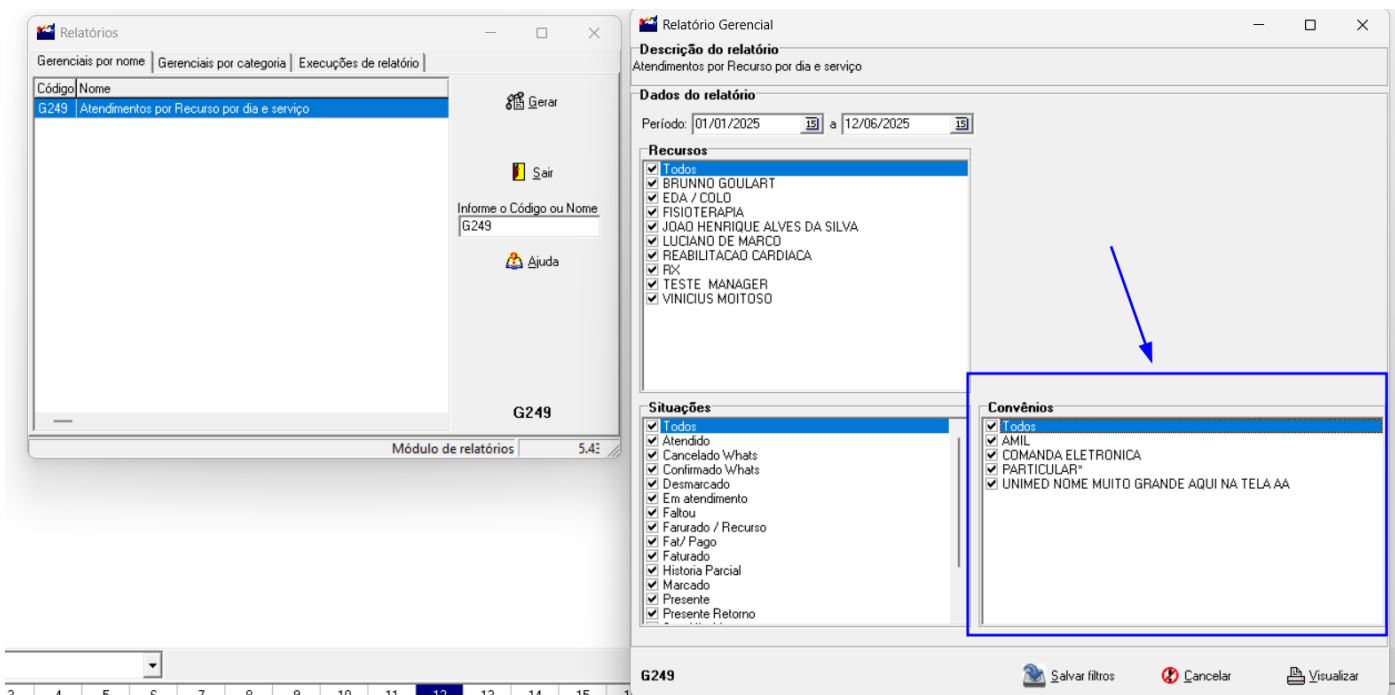 Relatórios
Gerenciais por nome Gerenciais por categoria Execuções de relatório
Código Nome
G249 Atendimentos por Recurso por dia e serviço
Gerar
Sair
Informe o Código ou Nome
G249
Ajuda
G249
Módulo de relatórios 5.43
Relatório Gerencial
Descrição do relatório
Atendimentos por Recurso por dia e serviço
Dados do relatório
Período: 01/01/2025 15 a 12/06/2025 15
Recursos
Todos
BRUNNO GOULART
EDA / COLO
FISIOTERAPIA
JOAO HENRIQUE ALVES DA SILVA
LUCIANO DE MARCO
REABILITACAO CARDIACA
RX
TESTE MANAGER
VINICIUS MOITOSO
Situações
Todos
Atendido
Cancelado Whats
Confirmado Whats
Desmarcado
Em atendimento
Faltou
Farurado / Recurso
Fat/ Pago
Faturado
Historia Parcial
Marcado
Presente
Presente Retorno
Convênios
Todos
AMIL
COMANDA ELETRONICA
PARTICULAR*
UNIMED NOME MUITO GRANDE AQUI NA TELA AA
G249
Salvar filtros
Cancelar
Visualizar
3 4 5 6 7 8 9 10 11 12 13 14 15